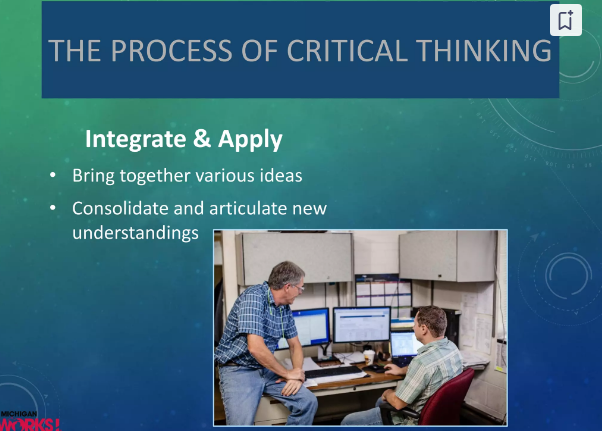 THE PROCESS OF CRITICAL THINKING
Integrate & Apply
• Bring together various ideas
• Consolidate and articulate new
understandings
MICHIGAN
WORKS!